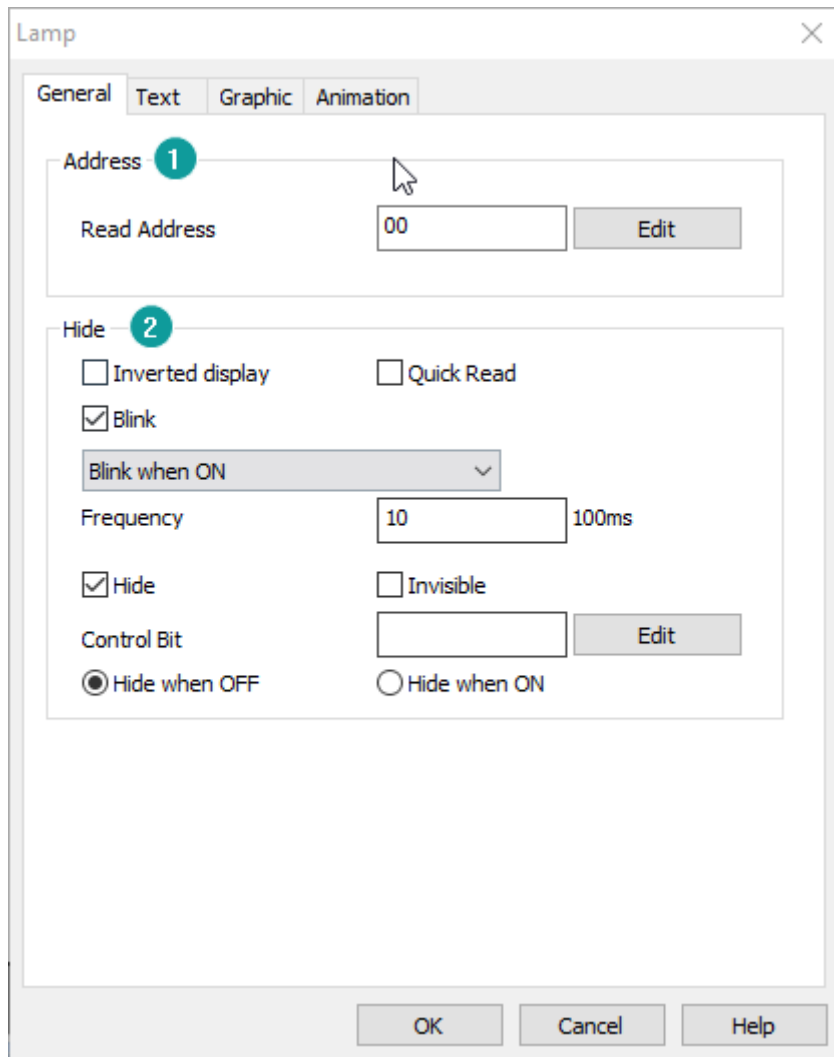 Lamp
General Text Graphic Animation
Address 1
Read Address 00 Edit
Hide 2
Inverted display Quick Read
Blink
Blink when ON
Frequency 10 100ms
Hide Invisible
Control Bit Edit
Hide when OFF Hide when ON
OK Cancel Help